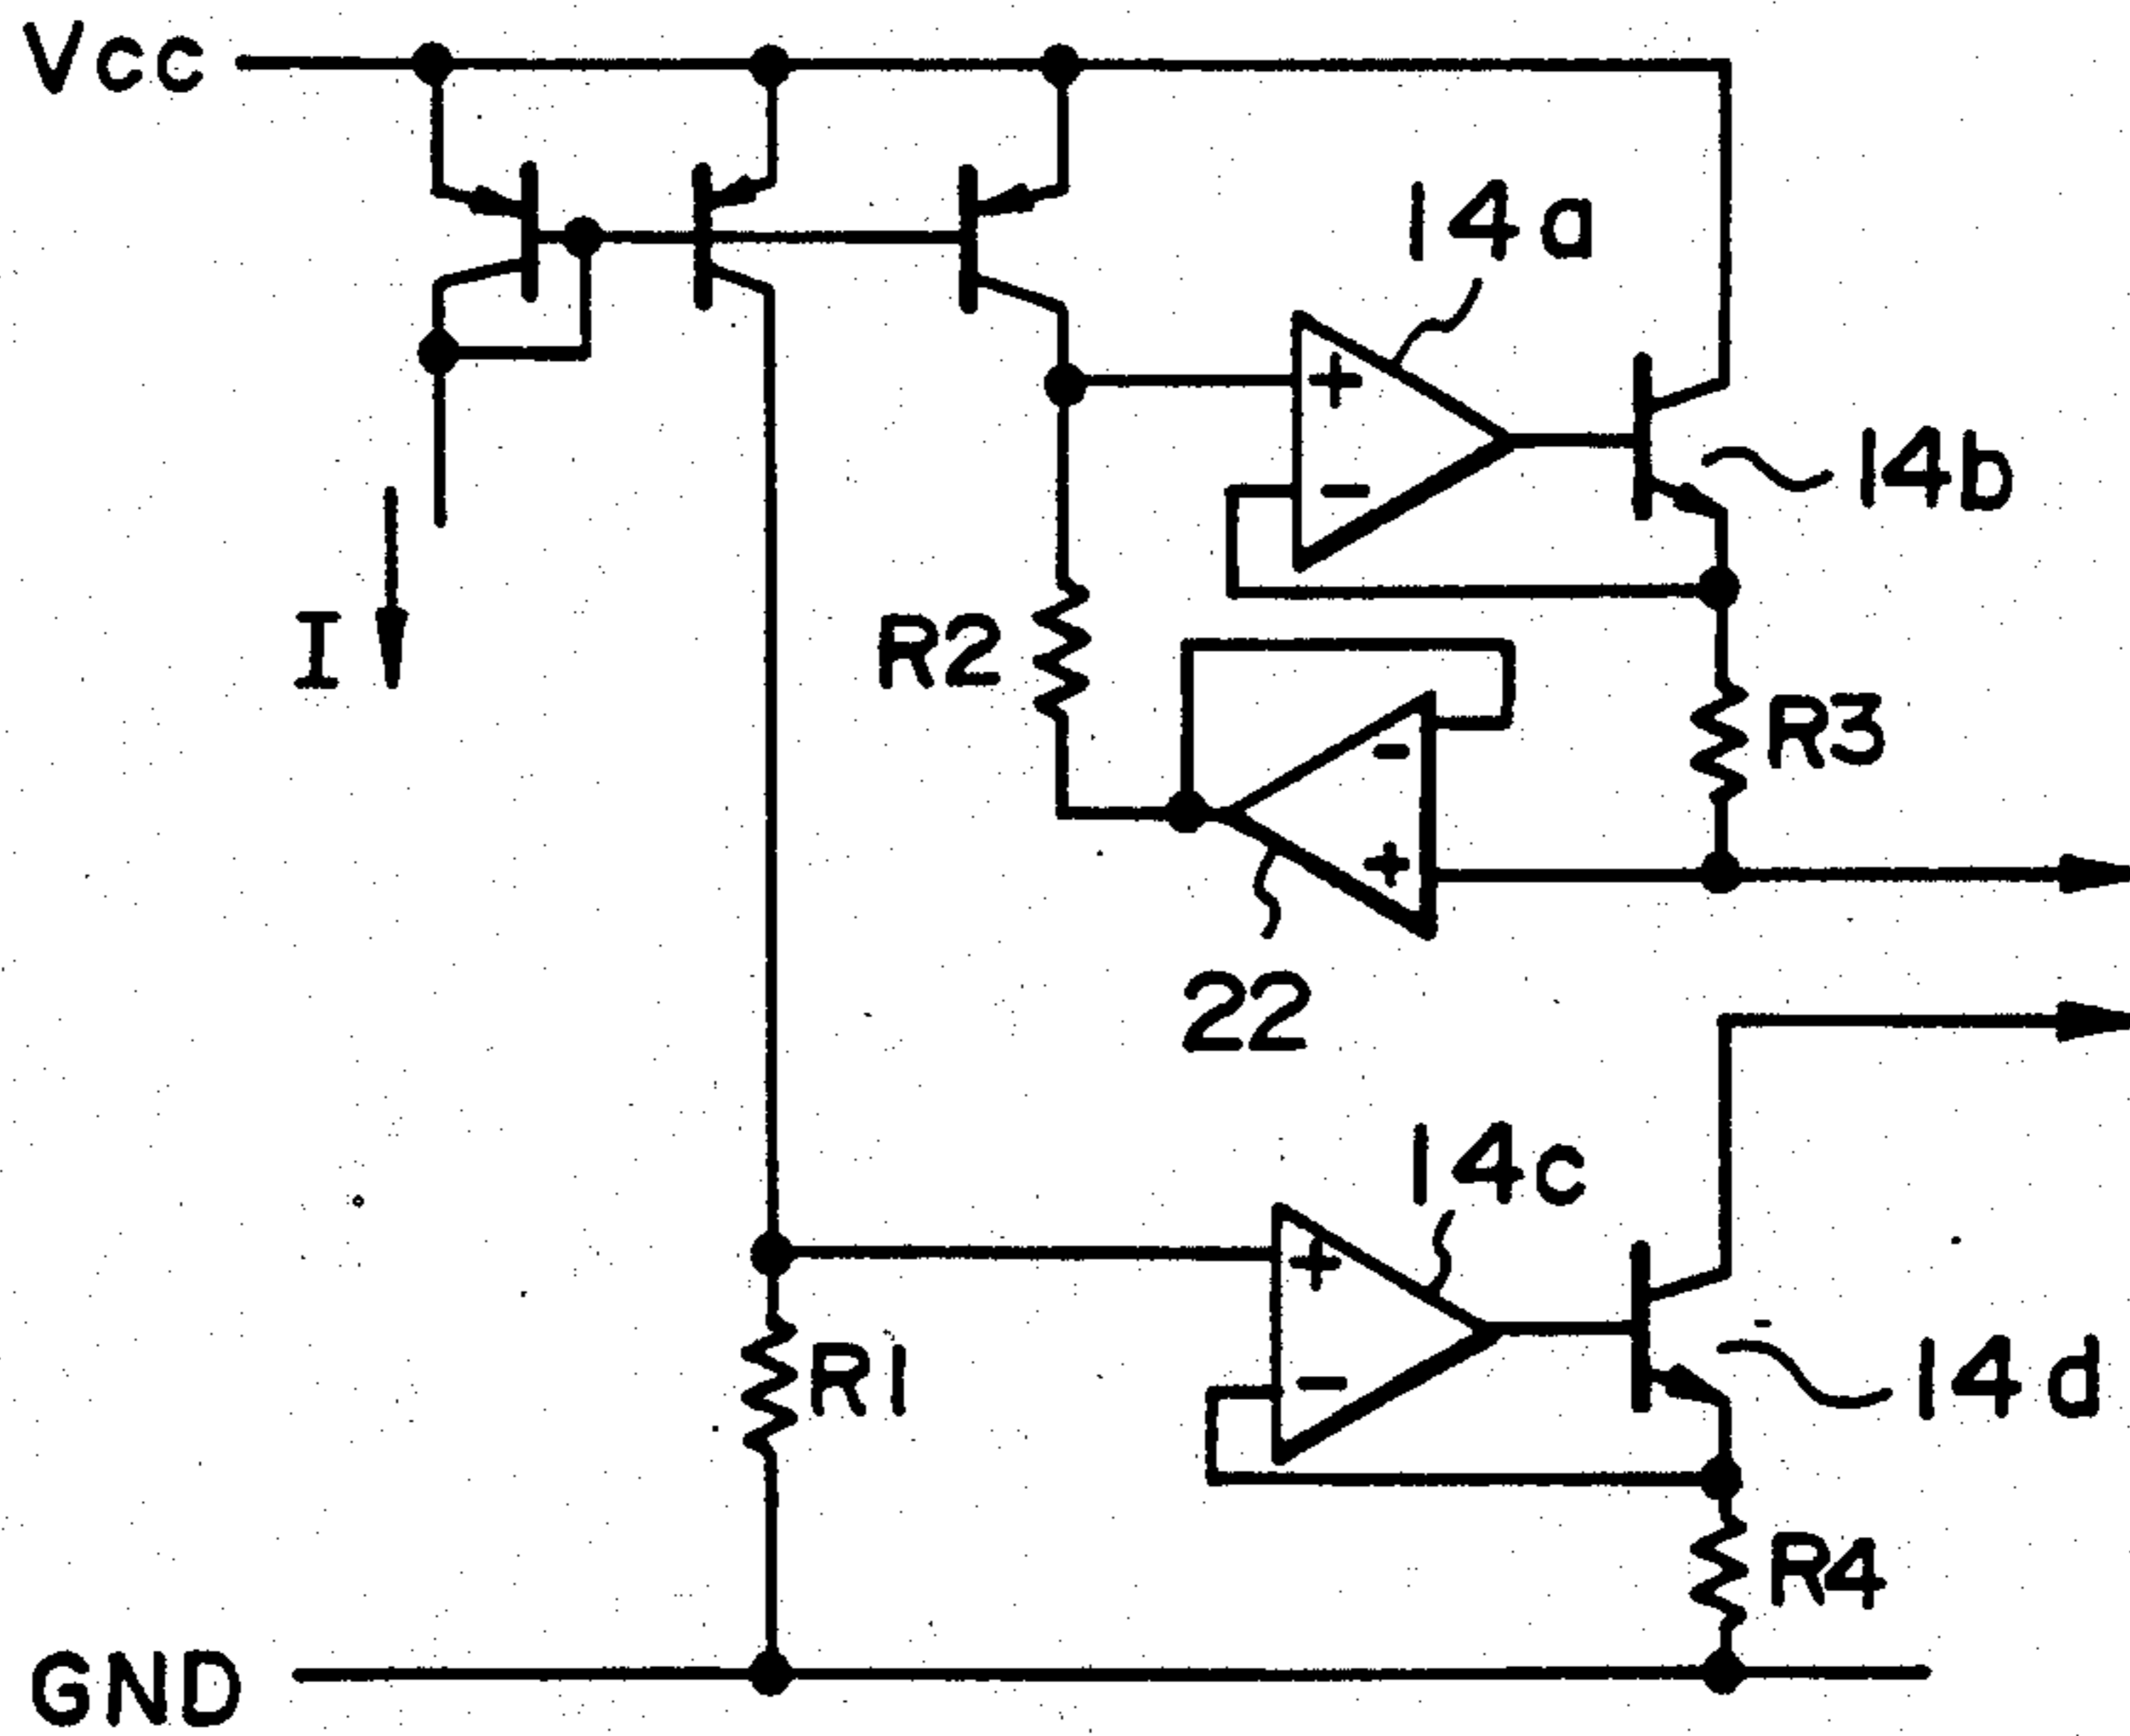 Vcc
14a
14b
I
R2
R3
22
14c
R1
14d
R4
GND
+
-
-
+
+
-